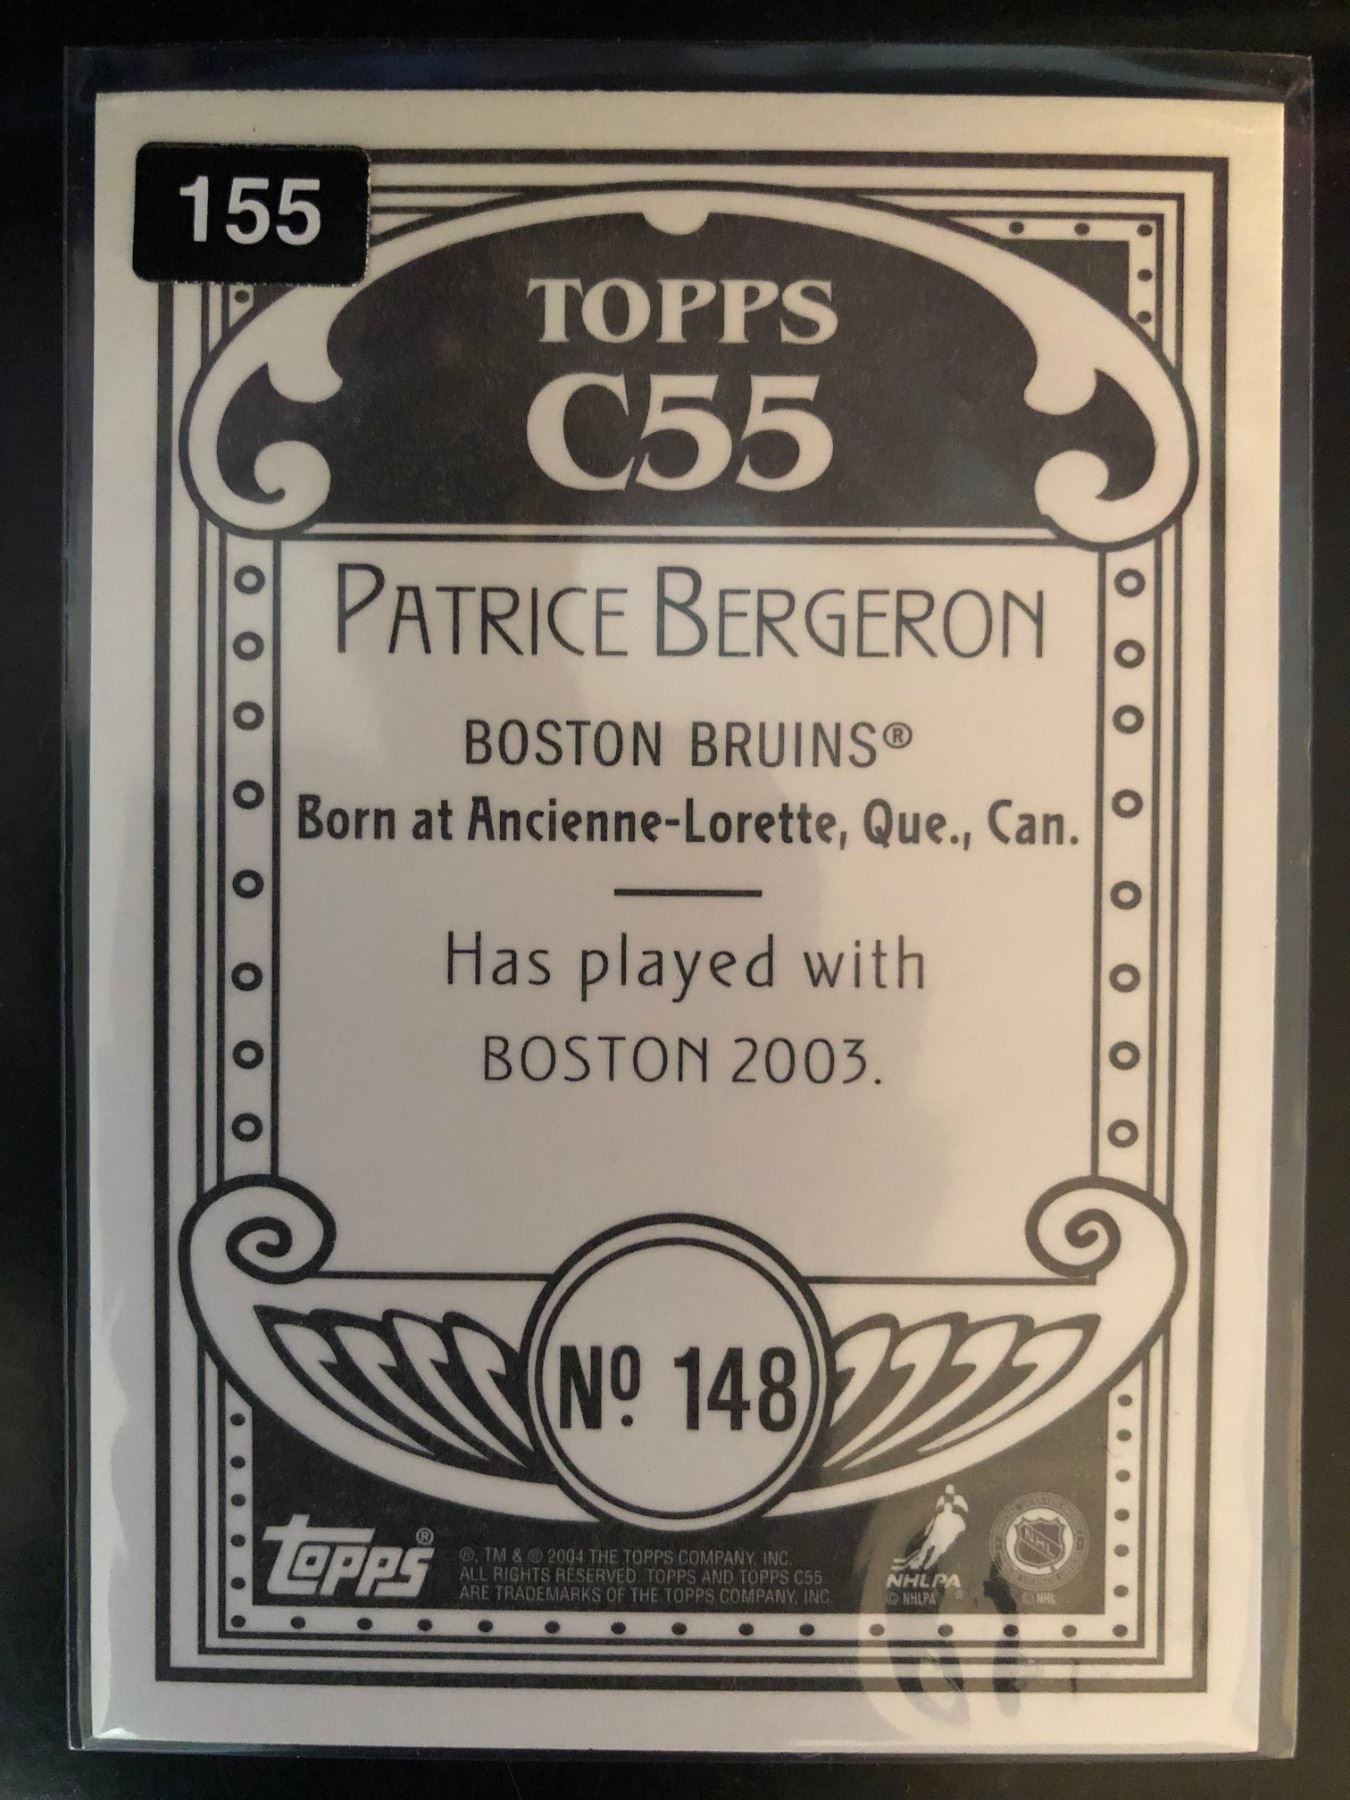 155
TOPPS
C55
PATRICE BERGERON
BOSTON BRUINS®
Born at Ancienne-Lorette, Que., Can.
Has played with
BOSTON 2003.
Nº 148
Topps®
®, TM & © 2004 THE TOPPS COMPANY, INC.
ALL RIGHTS RESERVED. TOPPS AND TOPPS C55
ARE TRADEMARKS OF THE TOPPS COMPANY, INC.
NHLPA
© NHLPA
NHL
© NHL